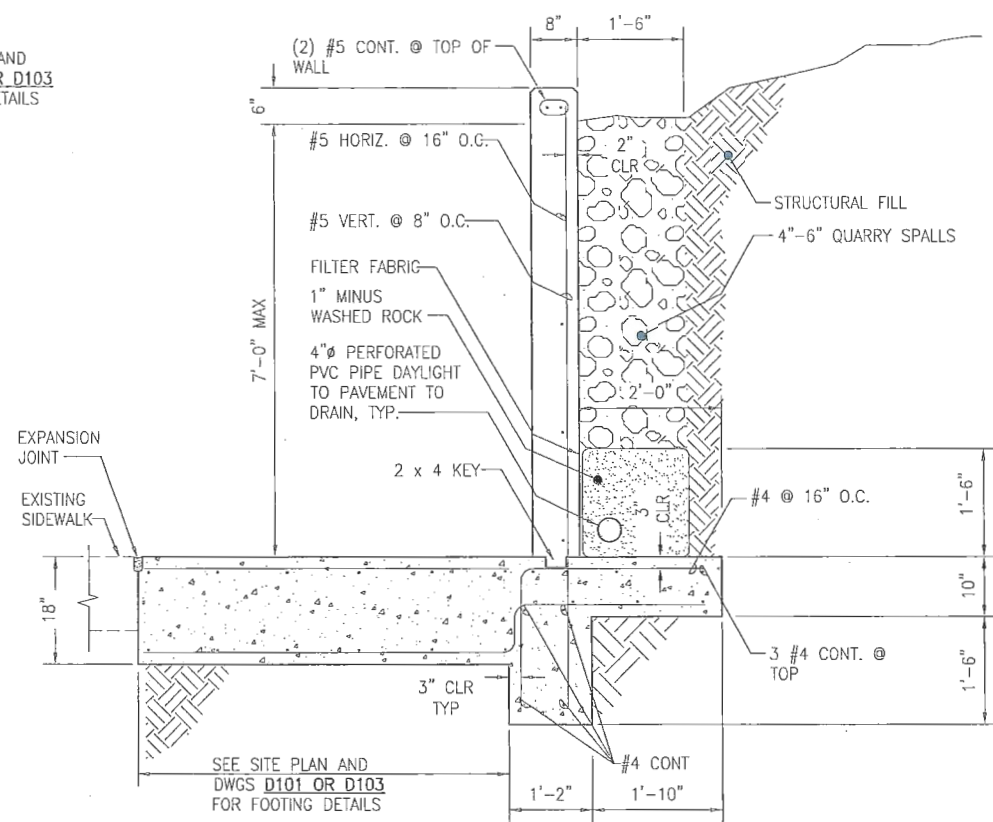 AND
R D103
ETAILS
(2) #5 CONT. @ TOP OF
WALL
8"
1'-6"
6"
#5 HORIZ. @ 16" O.C.
2"
CLR
#5 VERT. @ 8" O.C.
STRUCTURAL FILL
4"-6" QUARRY SPALLS
FILTER FABRIC
1" MINUS
WASHED ROCK
7'-0" MAX
4"ø PERFORATED
PVC PIPE DAYLIGHT
TO PAVEMENT TO
DRAIN, TYP.
2'-0"
EXPANSION
JOINT
2 x 4 KEY
3"
CLR
#4 @ 16" O.C.
1'-6"
EXISTING
SIDEWALK
18"
10"
3 #4 CONT. @
TOP
1'-6"
3" CLR
TYP
#4 CONT
SEE SITE PLAN AND
DWGS D101 OR D103
FOR FOOTING DETAILS
1'-2"
1'-10"